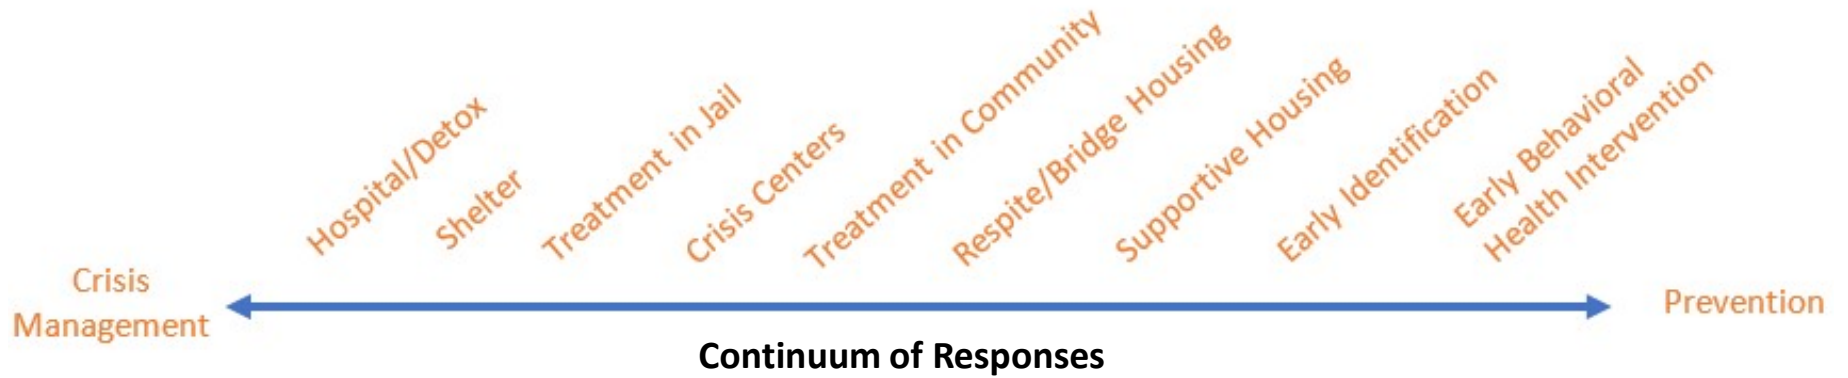 Crisis
Management
Hospital/Detox
Shelter
Treatment in Jail
Crisis Centers
Treatment in Community
Respite/Bridge Housing
Supportive Housing
Early Identification
Early Behavioral
Health Intervention
Prevention
Continuum of Responses